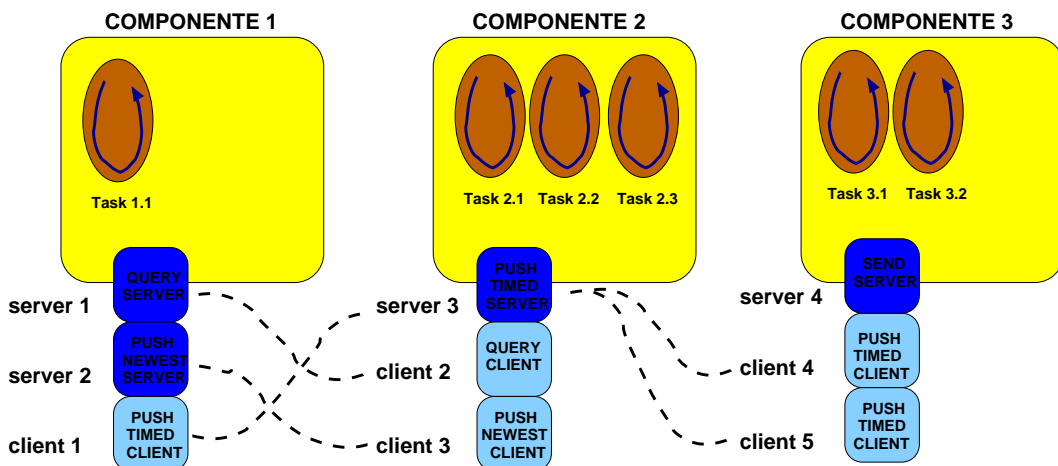 COMPONENTE 1
COMPONENTE 2
COMPONENTE 3
Task 1.1
Task 2.1
Task 2.2
Task 2.3
Task 3.1
Task 3.2
server 1
QUERY
SERVER
server 2
PUSH
NEWEST
SERVER
client 1
PUSH
TIMED
CLIENT
server 3
PUSH
TIMED
SERVER
client 2
QUERY
CLIENT
client 3
PUSH
NEWEST
CLIENT
server 4
SEND
SERVER
client 4
PUSH
TIMED
CLIENT
client 5
PUSH
TIMED
CLIENT